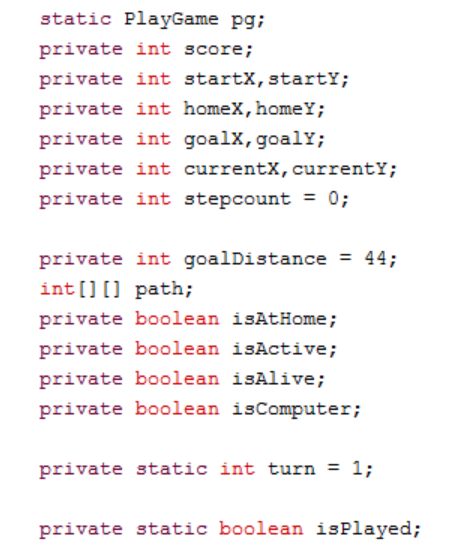 static PlayGame pg;
private int score;
private int startX,startY;
private int homeX,homeY;
private int goalX,goalY;
private int currentX,currentY;
private int stepcount = 0;
private int goalDistance = 44;
int[][] path;
private boolean isAtHome;
private boolean isActive;
private boolean isAlive;
private boolean isComputer;
private static int turn = 1;
private static boolean isPlayed;